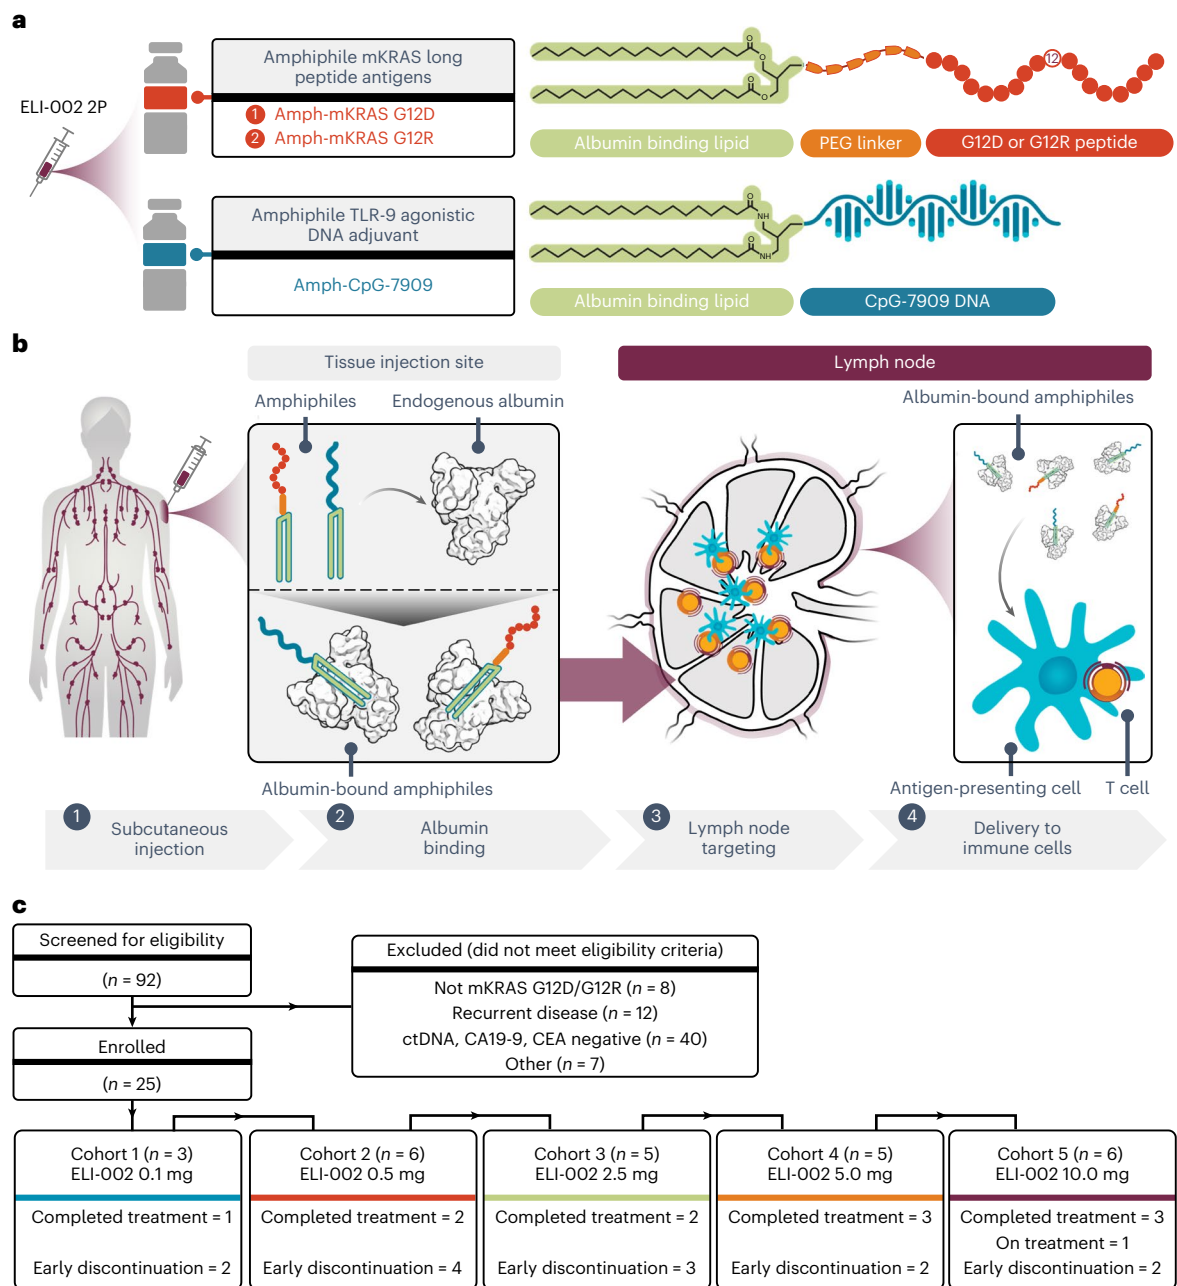 a
ELI-002 2P
Amphiphile mKRAS long
peptide antigens
1 Amph-mKRAS G12D
2 Amph-mKRAS G12R
O
O
O
O
12
Albumin binding lipid
PEG linker
G12D or G12R peptide
Amphiphile TLR-9 agonistic
DNA adjuvant
Amph-CpG-7909
O
NH
O
NH
Albumin binding lipid
CpG-7909 DNA
b
Tissue injection site
Lymph node
Amphiphiles
Endogenous albumin
Albumin-bound amphiphiles
Albumin-bound amphiphiles
Antigen-presenting cell
T cell
1
Subcutaneous
injection
2
Albumin
binding
3
Lymph node
targeting
4
Delivery to
immune cells
c
Screened for eligibility
(n = 92)
Excluded (did not meet eligibility criteria)
Not mKRAS G12D/G12R (n = 8)
Recurrent disease (n = 12)
ctDNA, CA19-9, CEA negative (n = 40)
Other (n = 7)
Enrolled
(n = 25)
Cohort 1 (n = 3)
ELI-002 0.1 mg
Completed treatment = 1
Early discontinuation = 2
Cohort 2 (n = 6)
ELI-002 0.5 mg
Completed treatment = 2
Early discontinuation = 4
Cohort 3 (n = 5)
ELI-002 2.5 mg
Completed treatment = 2
Early discontinuation = 3
Cohort 4 (n = 5)
ELI-002 5.0 mg
Completed treatment = 3
Early discontinuation = 2
Cohort 5 (n = 6)
ELI-002 10.0 mg
Completed treatment = 3
On treatment = 1
Early discontinuation = 2